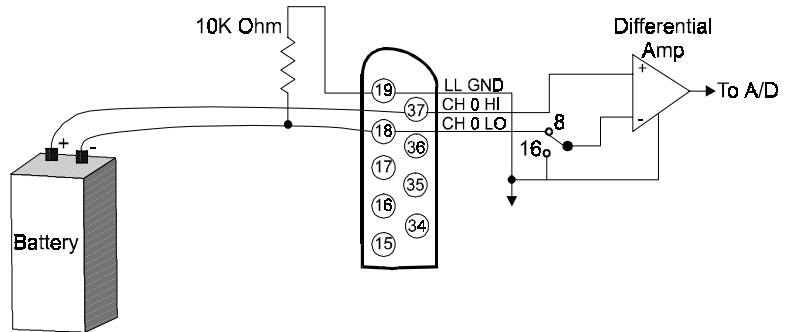 10K Ohm
Differential
Amp
19
LL GND
+
37
CH 0 HI
To A/D
18
CH 0 LO
8
-
+
-
36
16
17
35
16
34
15
Battery